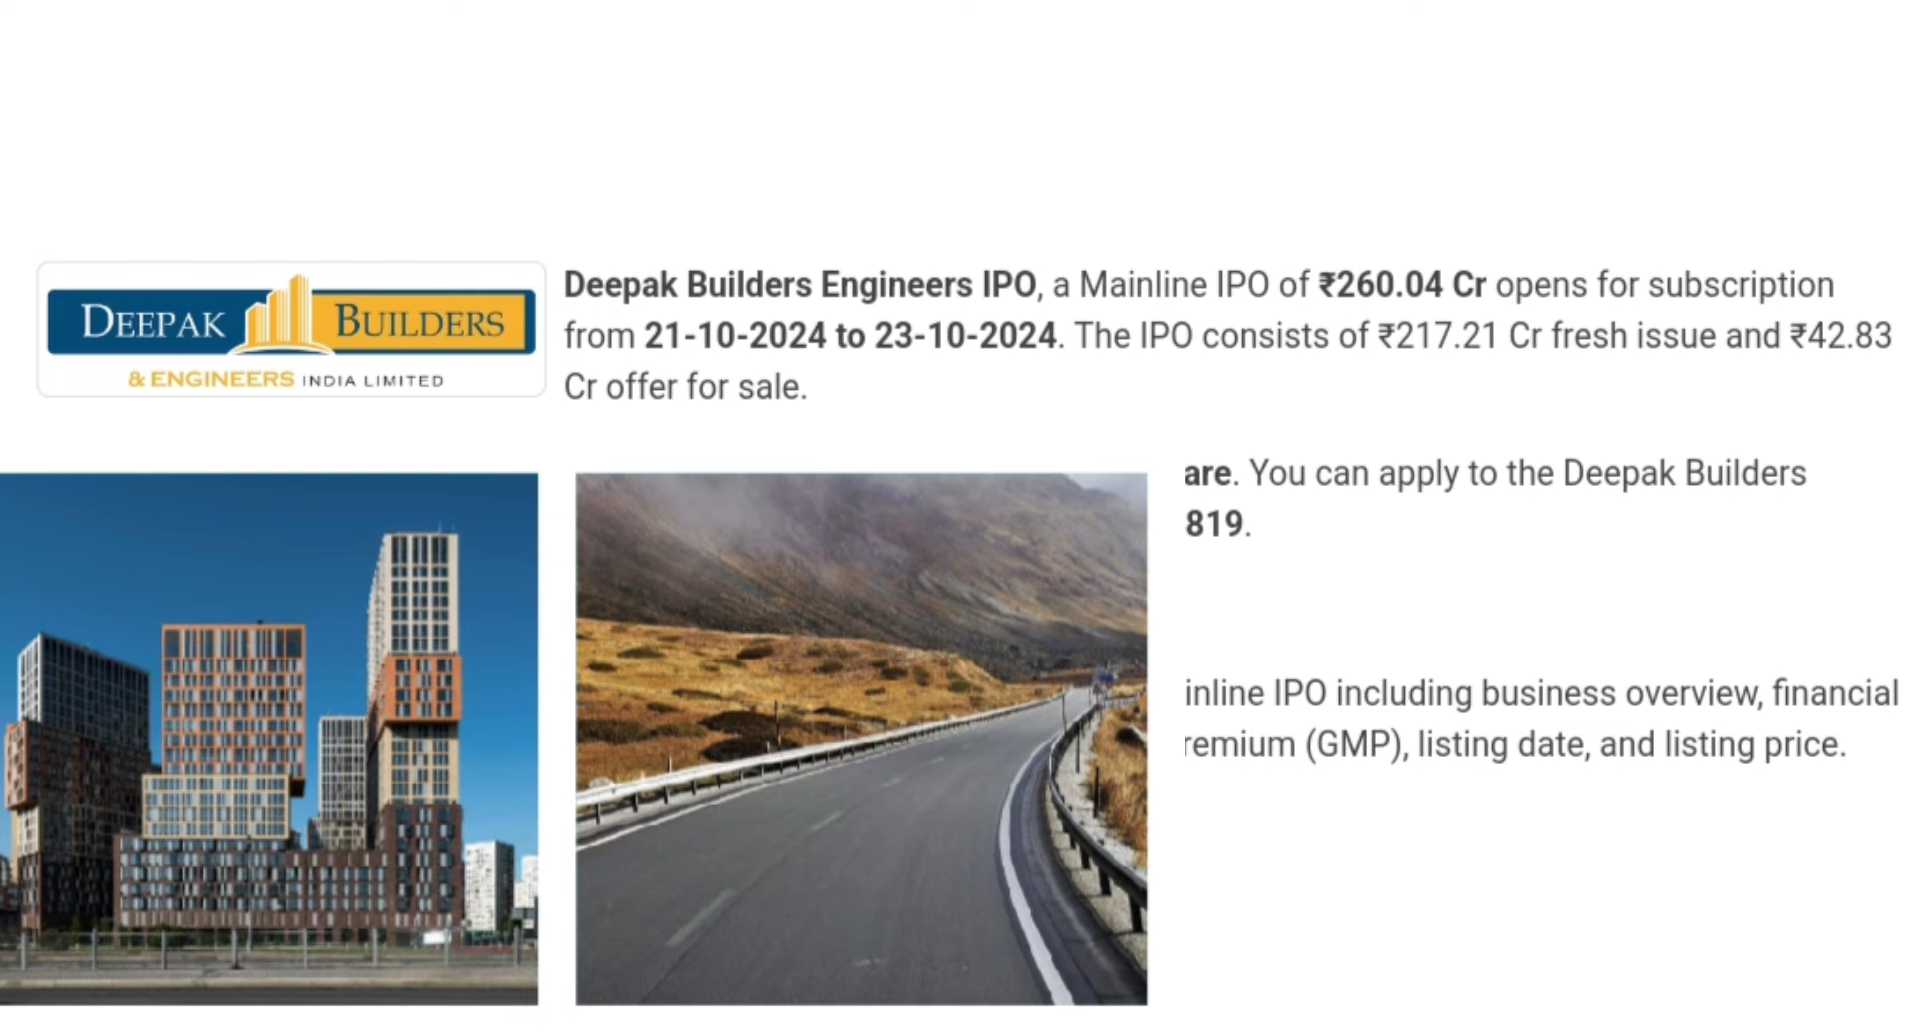 DEEPAK BUILDERS
& ENGINEERS INDIA LIMITED
Deepak Builders Engineers IPO, a Mainline IPO of ₹260.04 Cr opens for subscription
from 21-10-2024 to 23-10-2024. The IPO consists of ₹217.21 Cr fresh issue and ₹42.83
Cr offer for sale.
are. You can apply to the Deepak Builders
819.
inline IPO including business overview, financial
remium (GMP), listing date, and listing price.